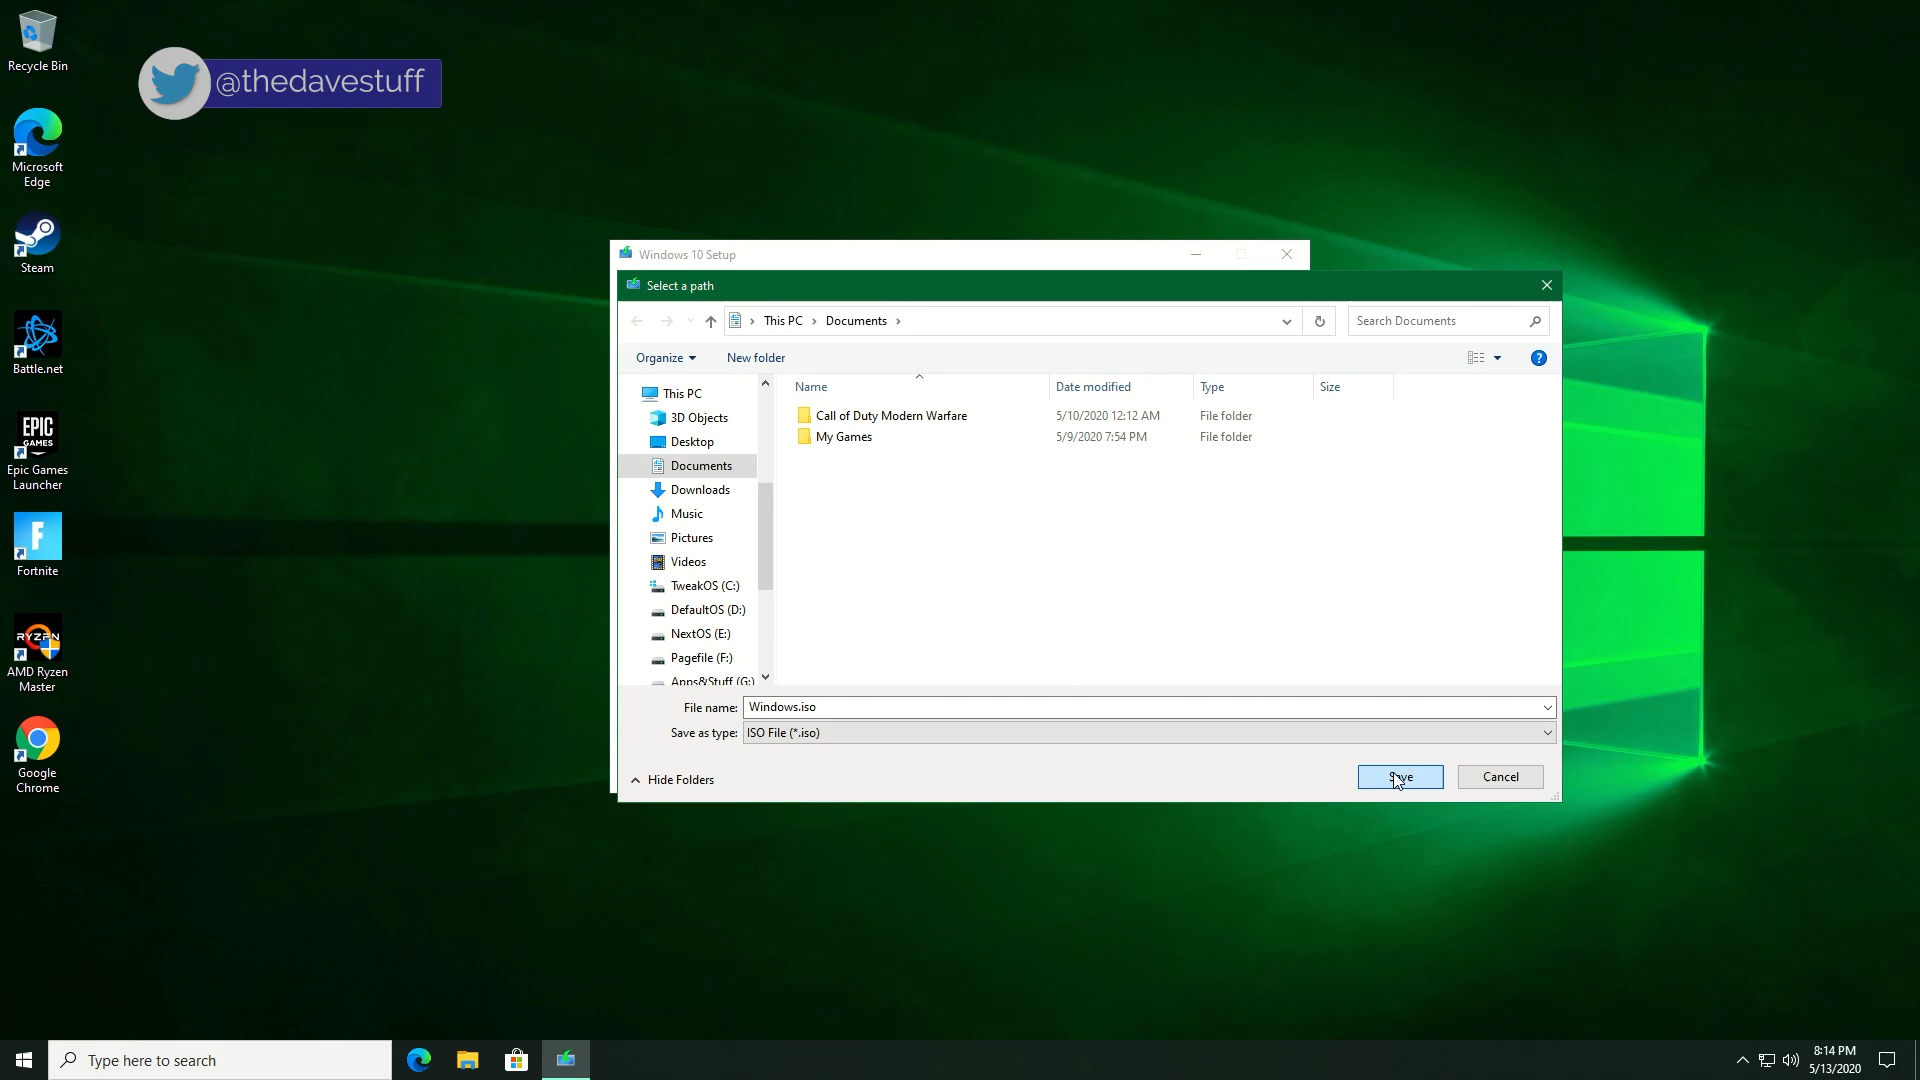 Recycle Bin
@thedavestuff
Microsoft
Edge
Steam
Battle.net
EPIC
GAMES
Epic Games
Launcher
F
Fortnite
RYZEN
AMD Ryzen
Master
Google
Chrome
Windows 10 Setup
Select a path
This PC
Documents
Search Documents
Organize
New folder
?
Name
Date modified
Type
Size
This PC
3D Objects
Desktop
Documents
Downloads
Music
Pictures
Videos
TweakOS (C:)
DefaultOS (D:)
NextOS (E:)
Pagefile (F:)
Apps&Stuff (G:)
Call of Duty Modern Warfare
5/10/2020 12:12 AM
File folder
My Games
5/9/2020 7:54 PM
File folder
File name:
Windows.iso
Save as type:
ISO File (*.iso)
Hide Folders
Save
Cancel
Type here to search
8:14 PM
5/13/2020